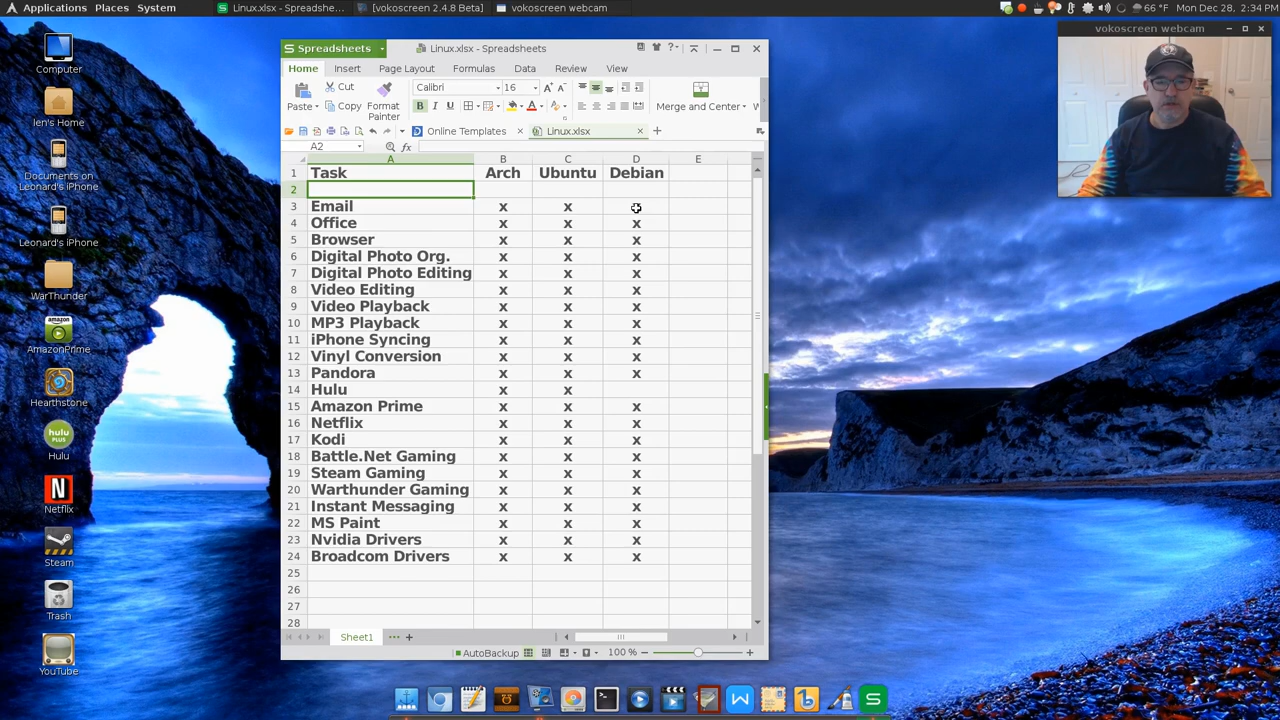 Applications Places System
Linux.xlsx - Spreadshe...
[vokoscreen 2.4.8 Beta]
vokoscreen webcam
66 °F Mon Dec 28, 2:34 PM
vokoscreen webcam
Computer
Jen's Home
Documents on
Leonard's iPhone
Leonard's iPhone
WarThunder
AmazonPrime
Hearthstone
hulu
PLUS
Hulu
N
Netflix
Steam
Trash
YouTube
S Spreadsheets
Linux.xlsx - Spreadsheets
Home Insert Page Layout Formulas Data Review View
Paste
Cut
Copy
Format
Painter
Calibri 16
B I U
Merge and Center
Online Templates
Linux.xlsx
A2
fx
A B C D E
1 Task Arch Ubuntu Debian
2
3 Email x x x
4 Office x x x
5 Browser x x x
6 Digital Photo Org. x x x
7 Digital Photo Editing x x x
8 Video Editing x x x
9 Video Playback x x x
10 MP3 Playback x x x
11 iPhone Syncing x x x
12 Vinyl Conversion x x x
13 Pandora x x x
14 Hulu x x
15 Amazon Prime x x x
16 Netflix x x x
17 Kodi x x x
18 Battle.Net Gaming x x x
19 Steam Gaming x x x
20 Warthunder Gaming x x x
21 Instant Messaging x x x
22 MS Paint x x x
23 Nvidia Drivers x x x
24 Broadcom Drivers x x x
25
26
27
28
Sheet1
AutoBackup
100 %